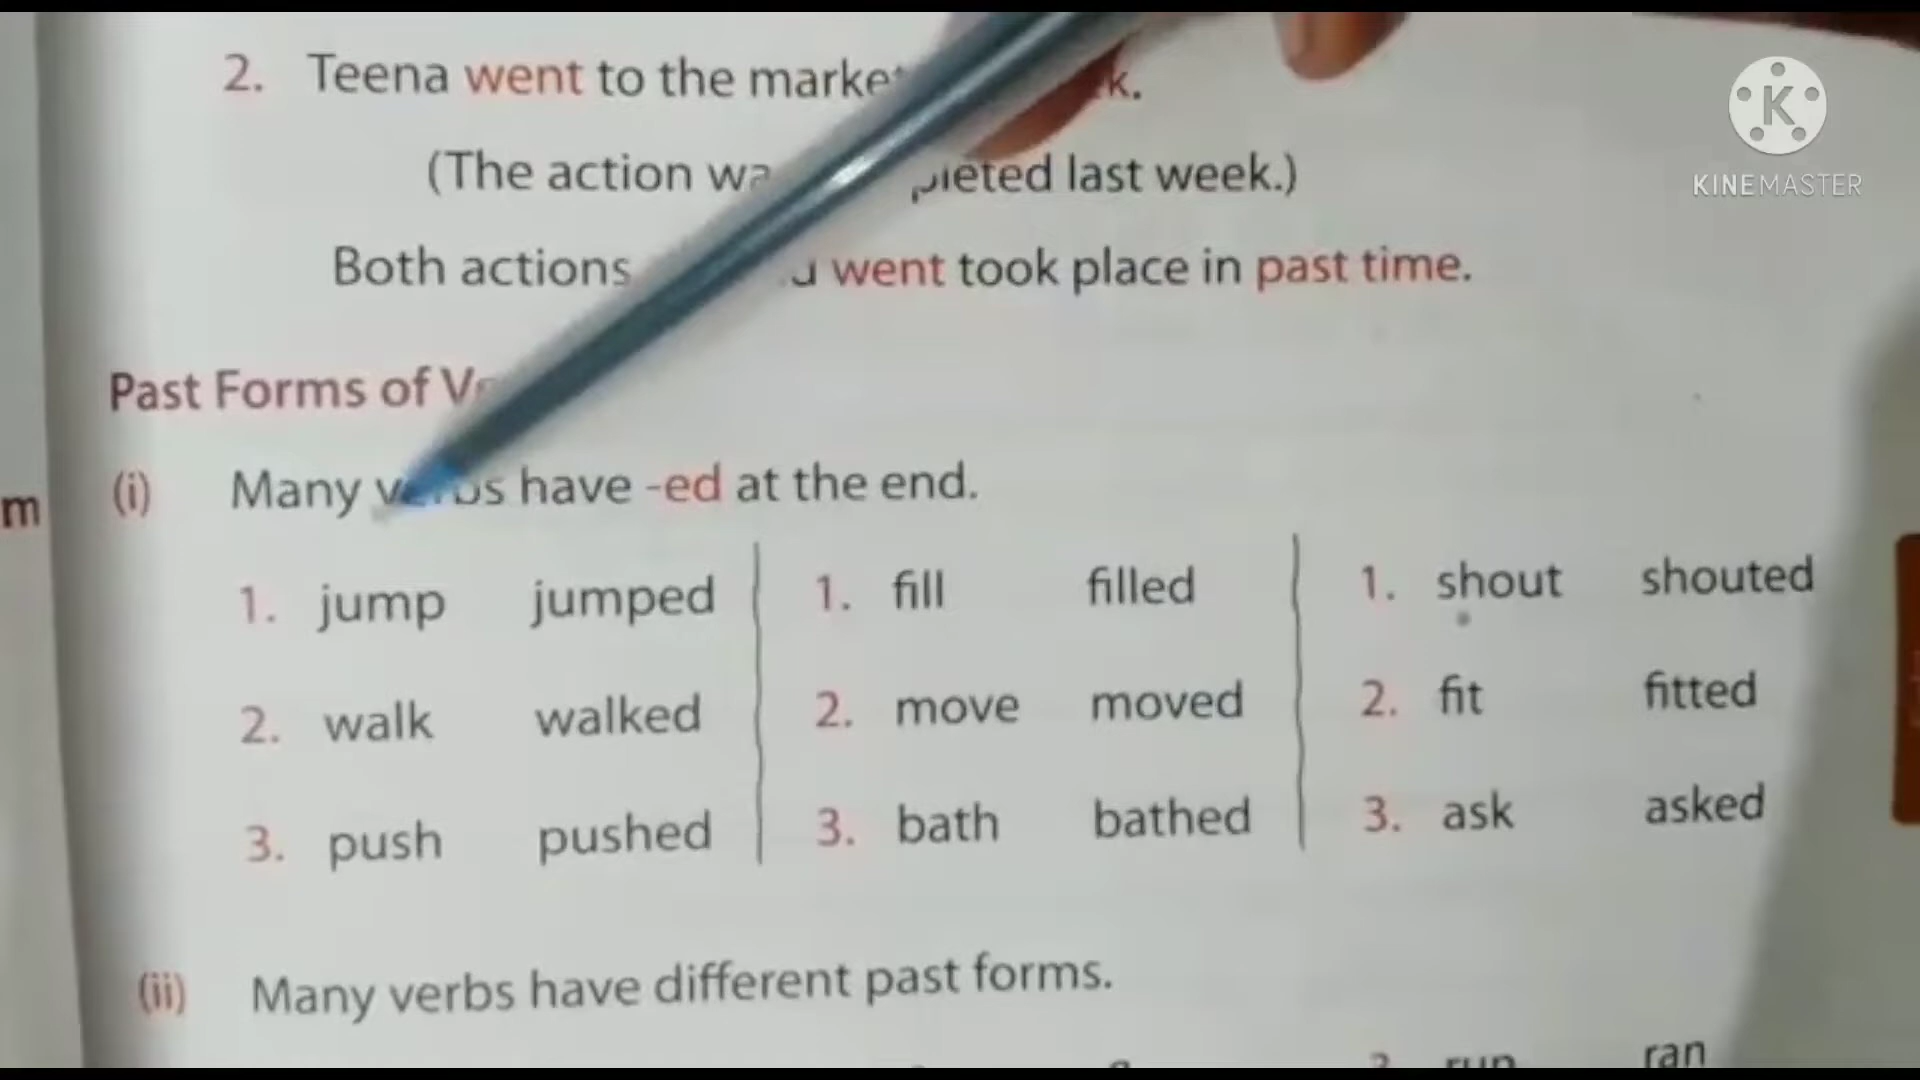 2. Teena went to the
(The action last week.)
Both actions went took place in past time.
Past Forms of
(i) Many verbs have -ed at the end.
1. jump jumped 1. fill filled 1. shout shouted
2. walk walked 2. move moved 2. fit fitted
3. push pushed 3. bath bathed 3. ask asked
(ii) Many verbs have different past forms.
run ran
m
K
KINEMASTER